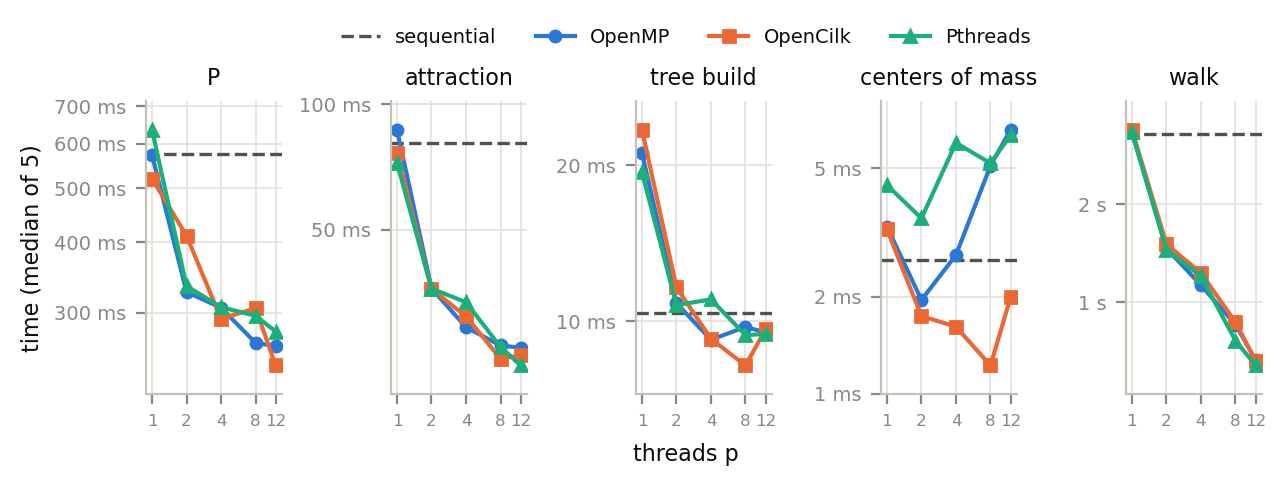 sequential OpenMP OpenCilk Pthreads
P attraction tree build centers of mass walk
700 ms
600 ms
500 ms
400 ms
300 ms
100 ms
50 ms
20 ms
10 ms
5 ms
2 ms
1 ms
2 s
1 s
time (median of 5)
1 2 4 8 12
1 2 4 8 12
1 2 4 8 12
1 2 4 8 12
1 2 4 8 12
threads p